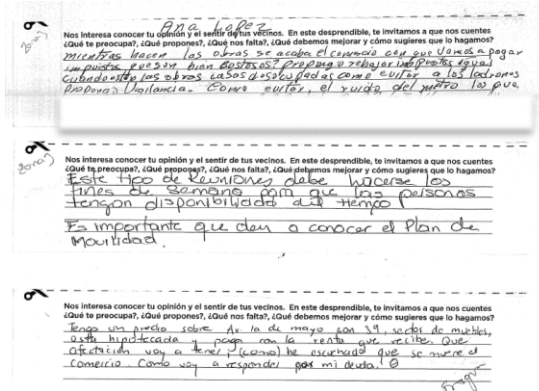 Ana Lopez
Nos interesa conocer tu opinión y el sentir de tus vecinos. En este desprendible, te invitamos a que nos cuentes
¿Qué te preocupa?, ¿Qué propones?, ¿Qué nos falta?, ¿Qué debemos mejorar y cómo sugieres que lo hagamos?
zona 7
mientras hacen las obras se acaba el comercio con que vamos a pagar
impuestos que son bien costosos? propongo rebajar impuestos igual
cuando esten las obras casas desocupadas como evitar a los ladrones
propongo Vigilancia. Como evitar, el ruido del metro los que
Nos interesa conocer tu opinión y el sentir de tus vecinos. En este desprendible, te invitamos a que nos cuentes
¿Qué te preocupa?, ¿Qué propones?, ¿Qué nos falta?, ¿Qué debemos mejorar y cómo sugieres que lo hagamos?
zona 7
Este tipo de Reuniones debe hacerse los
fines de semana para que las personas
tengan disponibilidad del tiempo
Es importante que den a conocer el Plan de
Movilidad.
Nos interesa conocer tu opinión y el sentir de tus vecinos. En este desprendible, te invitamos a que nos cuentes
¿Qué te preocupa?, ¿Qué propones?, ¿Qué nos falta?, ¿Qué debemos mejorar y cómo sugieres que lo hagamos?
Tengo un predio sobre Av 1a de mayo con 39, sector de muebles,
esta hipotecada y pago con la renta que recibe. Que
afectación voy a tener, (como) he escuchado que se muere el
comercio. Como voy a responder por mi deuda.